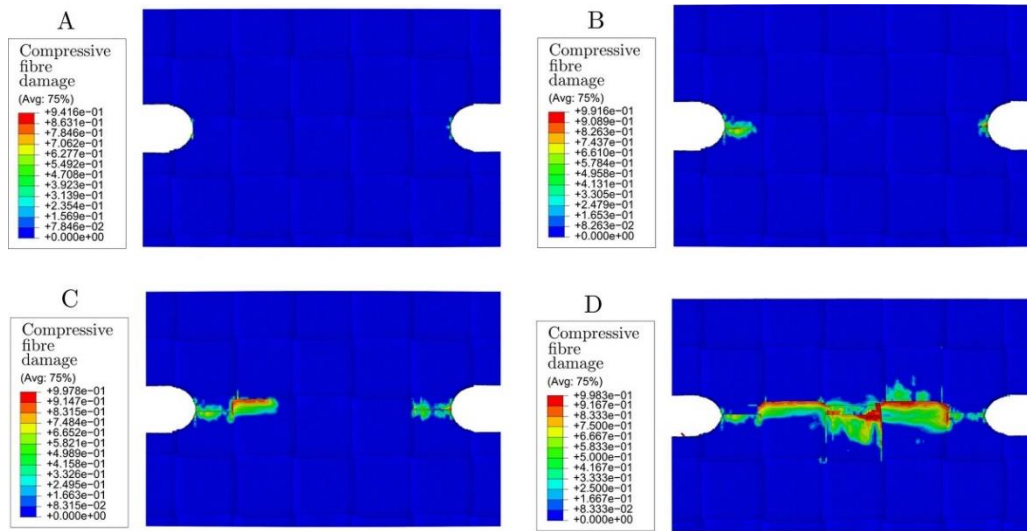 A
Compressive
fibre
damage
(Avg: 75%)
+9.416e−01
+8.631e−01
+7.846e−01
+7.062e−01
+6.277e−01
+5.492e−01
+4.708e−01
+3.923e−01
+3.139e−01
+2.354e−01
+1.569e−01
+7.846e−02
+0.000e+00
B
Compressive
fibre
damage
(Avg: 75%)
+9.916e−01
+9.089e−01
+8.263e−01
+7.437e−01
+6.610e−01
+5.784e−01
+4.958e−01
+4.131e−01
+3.305e−01
+2.479e−01
+1.653e−01
+8.263e−02
+0.000e+00
C
Compressive
fibre
damage
(Avg: 75%)
+9.978e−01
+9.147e−01
+8.315e−01
+7.484e−01
+6.652e−01
+5.821e−01
+4.989e−01
+4.158e−01
+3.326e−01
+2.495e−01
+1.663e−01
+8.315e−02
+0.000e+00
D
Compressive
fibre
damage
(Avg: 75%)
+9.983e−01
+9.167e−01
+8.333e−01
+7.500e−01
+6.667e−01
+5.833e−01
+5.000e−01
+4.167e−01
+3.333e−01
+2.500e−01
+1.667e−01
+8.333e−02
+0.000e+00